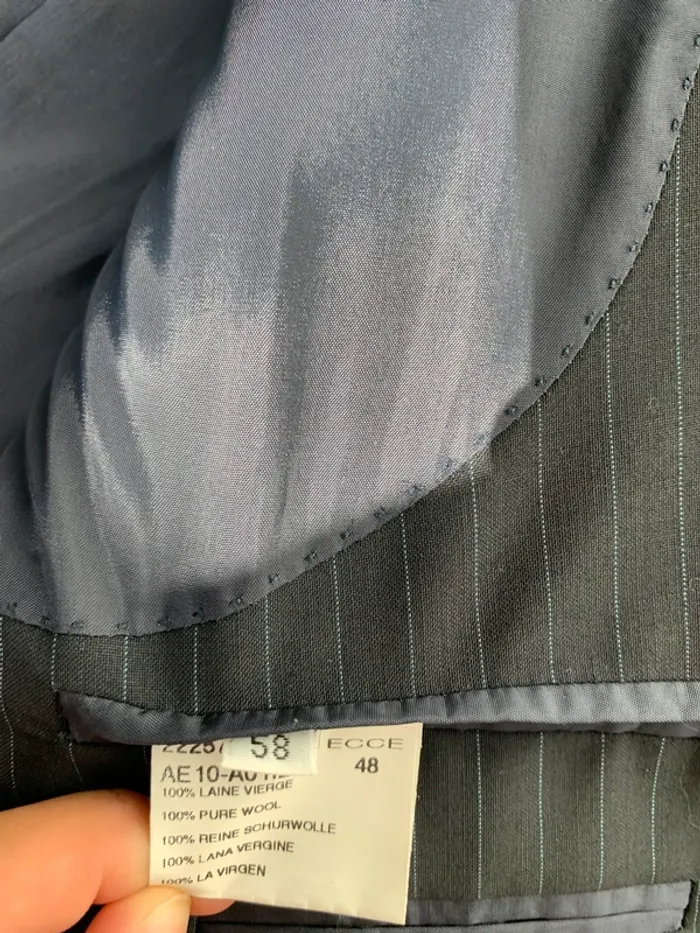 58
ECCE
48
100% LAINE VIERGE
100% PURE WOOL
100% REINE SCHURWOLLE
100% LANA VERGINE
100% LA VIRGEN